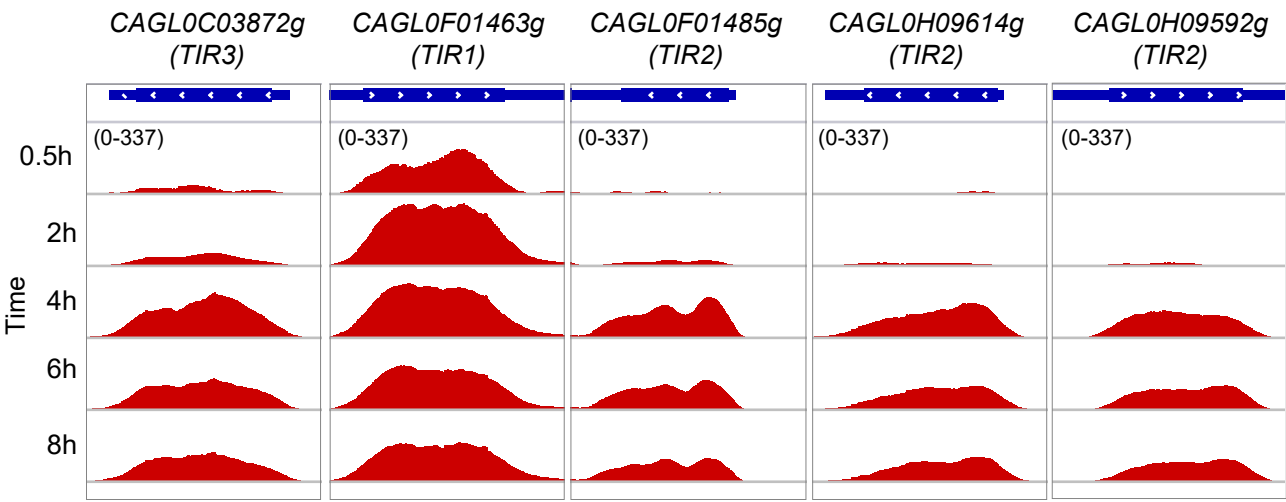 CAGL0C03872g CAGL0F01463g CAGL0F01485g CAGL0H09614g CAGL0H09592g
(TIR3) (TIR1) (TIR2) (TIR2) (TIR2)
(0-337) (0-337) (0-337) (0-337) (0-337)
0.5h
2h
4h
6h
8h
Time